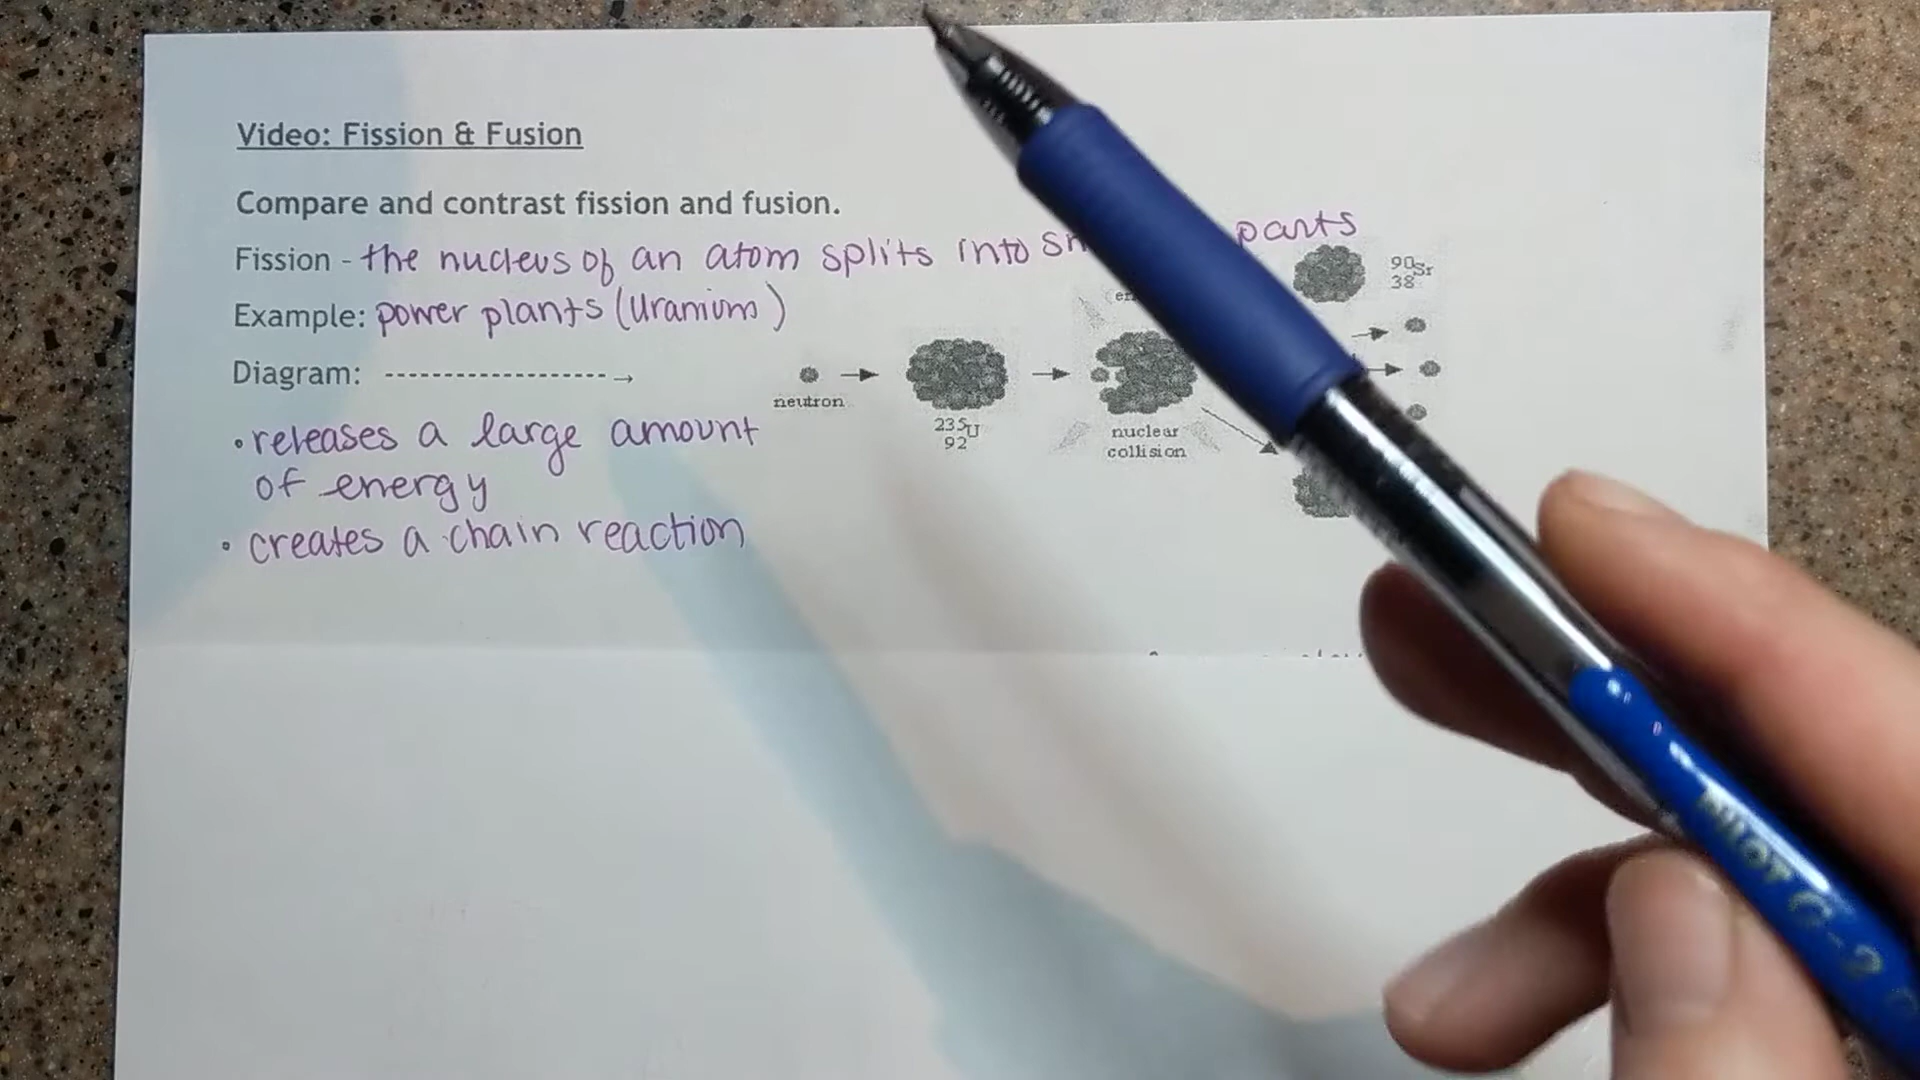 Video: Fission & Fusion
Compare and contrast fission and fusion.
Fission - the nucleus of an atom splits into parts
Example: power plants (Uranium)
Diagram: ------------------→
• releases a large amount
of energy
• creates a chain reaction
neutron
235
92 U
nuclear
collision
90
38 Sr
PILOT G-2